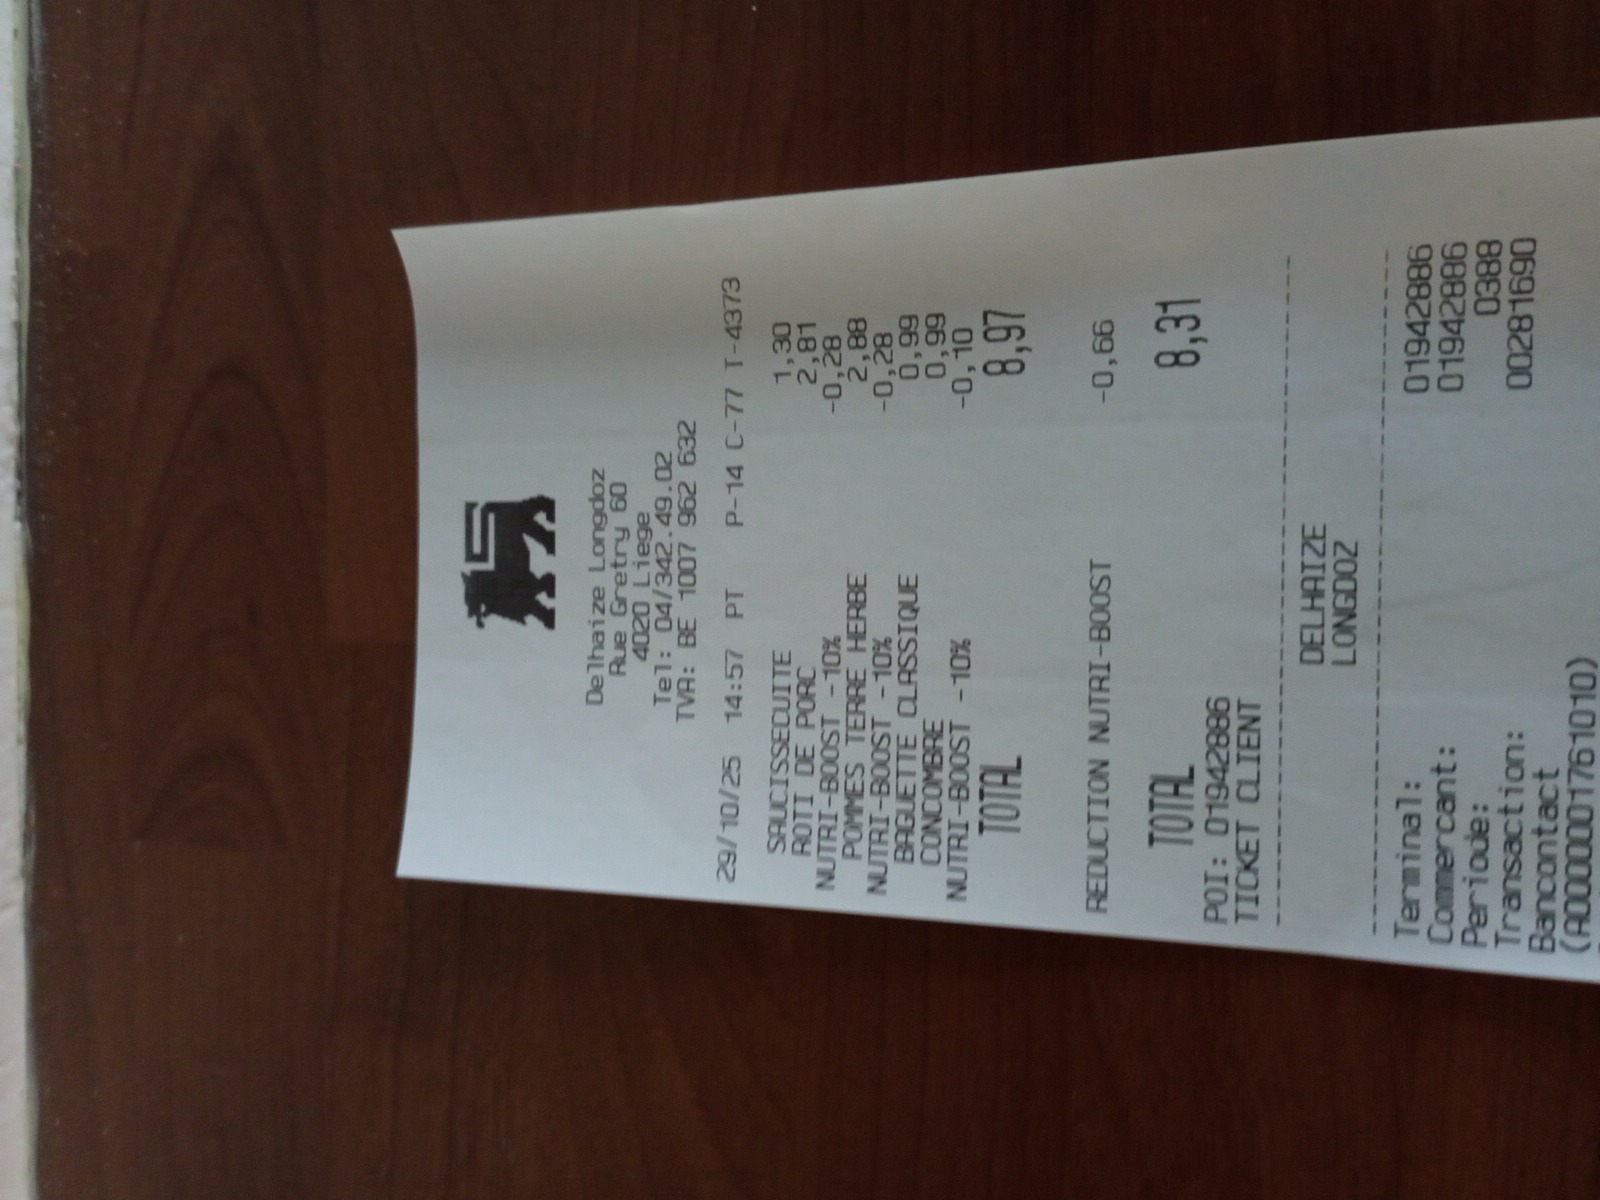 Delhaize Longdoz
Rue Gretry 60
4020 Liege
Tel: 04/342.49.02
TVA: BE 1007 962 632
29/10/25 14:57 PT P-14 C-77 T-4373
SAUCISSECUITE 1,30
ROTI DE PORC 2,81
NUTRI-BOOST -10% -0,28
POMMES TERRE HERBE 2,88
NUTRI-BOOST -10% -0,28
BAGUETTE CLASSIQUE 0,99
CONCOMBRE 0,99
NUTRI-BOOST -10% -0,10
TOTAL 8,97
REDUCTION NUTRI-BOOST -0,66
TOTAL 8,31
POI: 01942886
TICKET CLIENT
DELHAIZE
LONGDOZ
Terminal: 01942886
Commercant: 01942886
Periode: 0388
Transaction: 00281690
Bancontact
(A00000001761010)